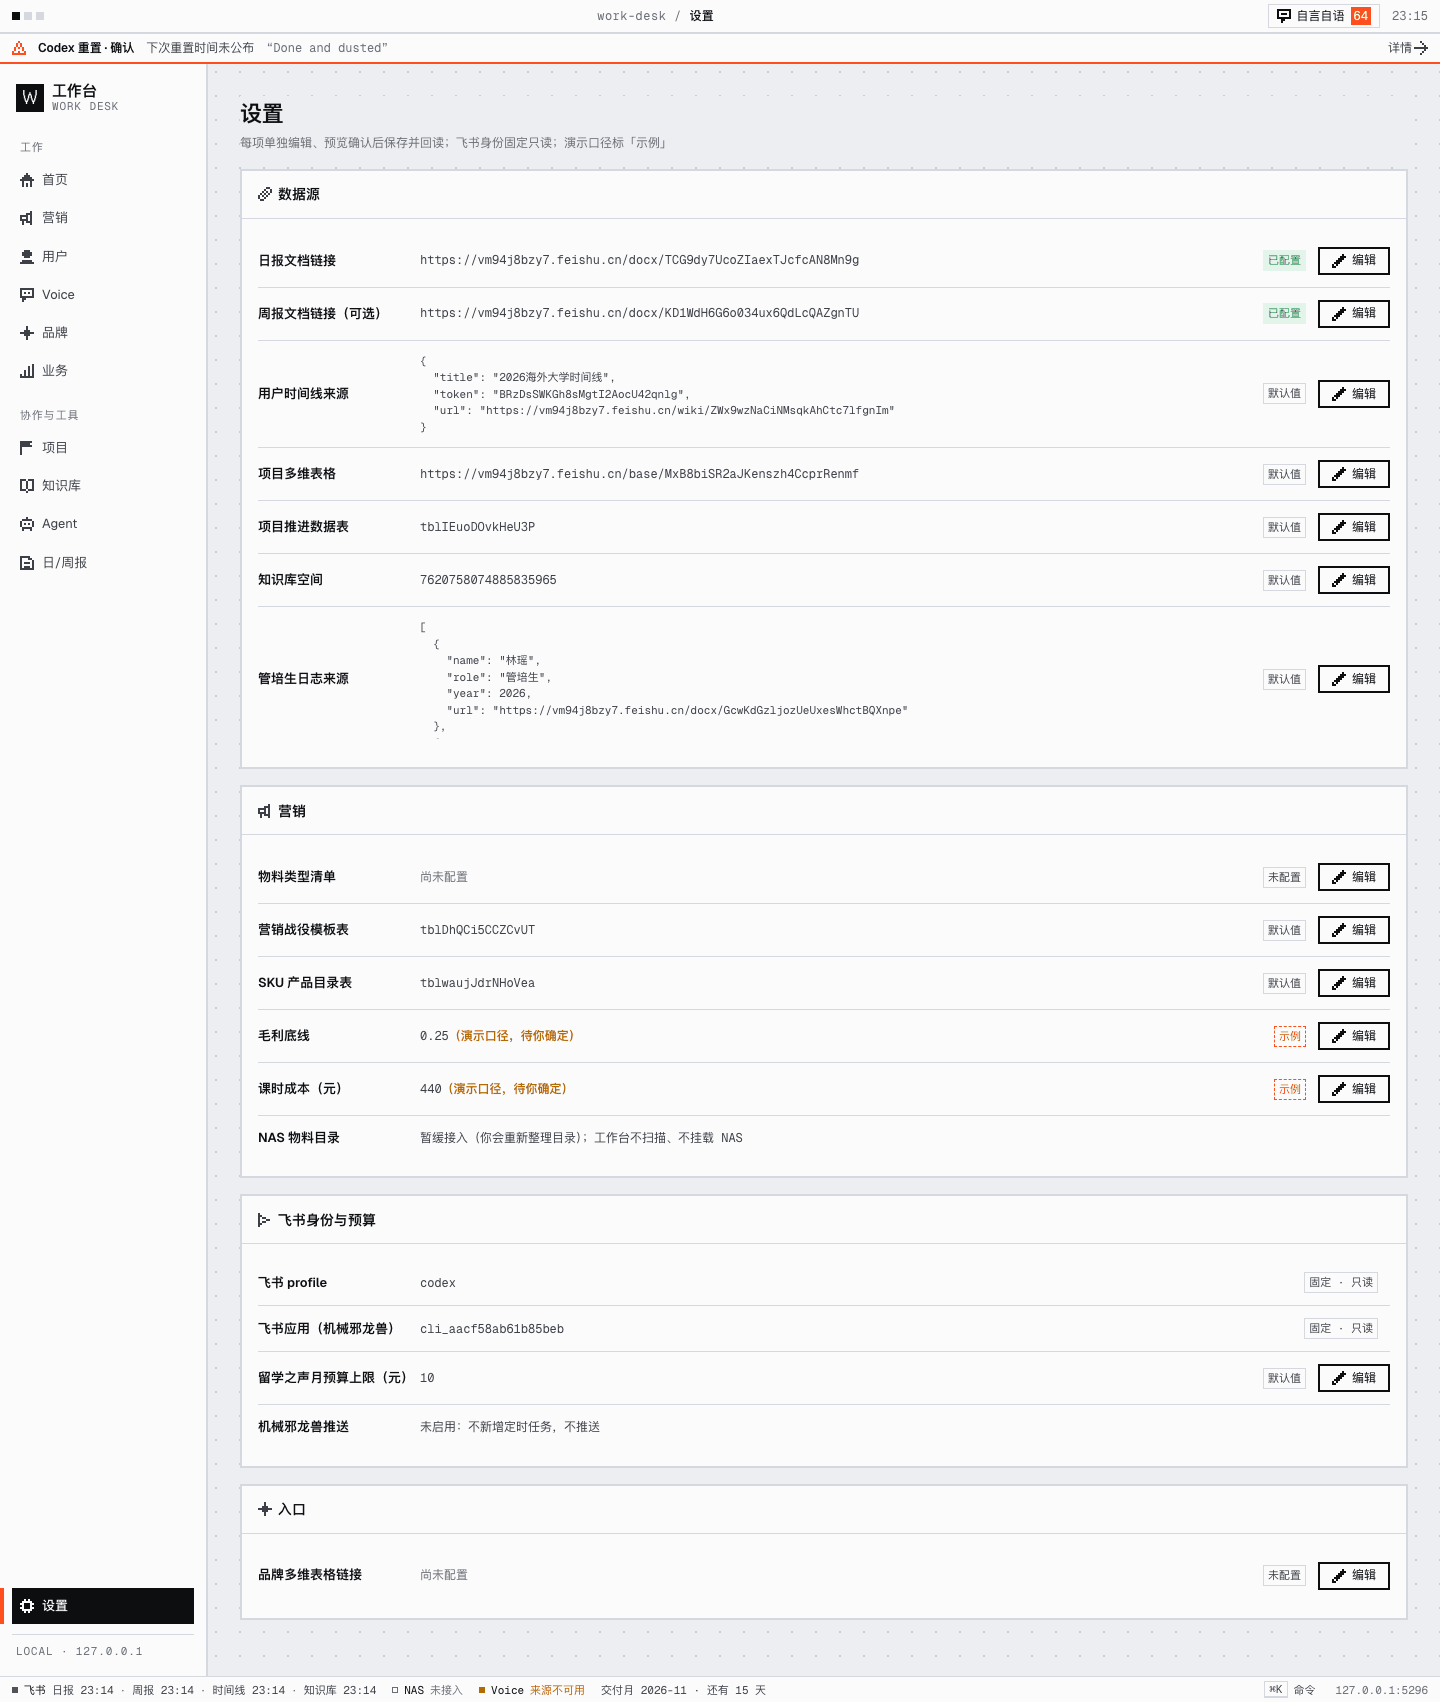 work-desk / 设置
自言自语 64 23:15
Codex 重置·确认 下次重置时间未公布 “Done and dusted” 详情
W 工作台
WORK DESK
工作
首页
营销
用户
Voice
品牌
业务
协作与工具
项目
知识库
Agent
日/周报
设置
LOCAL · 127.0.0.1
设置
每项单独编辑、预览确认后保存并回读；飞书身份固定只读；演示口径标「示例」
数据源
日报文档链接 https://vm94j8bzy7.feishu.cn/docx/TCG9dy7UcoZIaexTJcfcAN8Mn9g 已配置 编辑
周报文档链接（可选） https://vm94j8bzy7.feishu.cn/docx/KD1WdH6G6o034ux6QdLcQAZgnTU 已配置 编辑
用户时间线来源
{
"title": "2026海外大学时间线",
"token": "BRzDsSWKGh8sMgtI2AocU42qnlg",
"url": "https://vm94j8bzy7.feishu.cn/wiki/ZWx9wzNaCiNMsqkAhCtc7lfgnIm"
}
默认值 编辑
项目多维表格 https://vm94j8bzy7.feishu.cn/base/MxB8biSR2aJKenszh4CcprRenmf 默认值 编辑
项目推进数据表 tblIEuoDOvkHeU3P 默认值 编辑
知识库空间 7620758074885835965 默认值 编辑
管培生日志来源
[
{
"name": "林瑶",
"role": "管培生",
"year": 2026,
"url": "https://vm94j8bzy7.feishu.cn/docx/GcwKdGzljozUeUxesWhctBQXnpe"
},
默认值 编辑
营销
物料类型清单 尚未配置 未配置 编辑
营销战役模板表 tblDhQCi5CCZCvUT 默认值 编辑
SKU 产品目录表 tblwaujJdrNHoVea 默认值 编辑
毛利底线 0.25（演示口径，待你确定） 示例 编辑
课时成本（元） 440（演示口径，待你确定） 示例 编辑
NAS 物料目录 暂缓接入（你会重新整理目录）；工作台不扫描、不挂载 NAS
飞书身份与预算
飞书 profile codex 固定 · 只读
飞书应用（机械邪龙兽） cli_aacf58ab61b85beb 固定 · 只读
留学之声月预算上限（元） 10 默认值 编辑
机械邪龙兽推送 未启用：不新增定时任务，不推送
入口
品牌多维表格链接 尚未配置 未配置 编辑
飞书 日报 23:14 · 周报 23:14 · 时间线 23:14 · 知识库 23:14 NAS 未接入 Voice 来源不可用 交付月 2026-11 · 还有 15 天 ⌘K 命令 127.0.0.1:5296